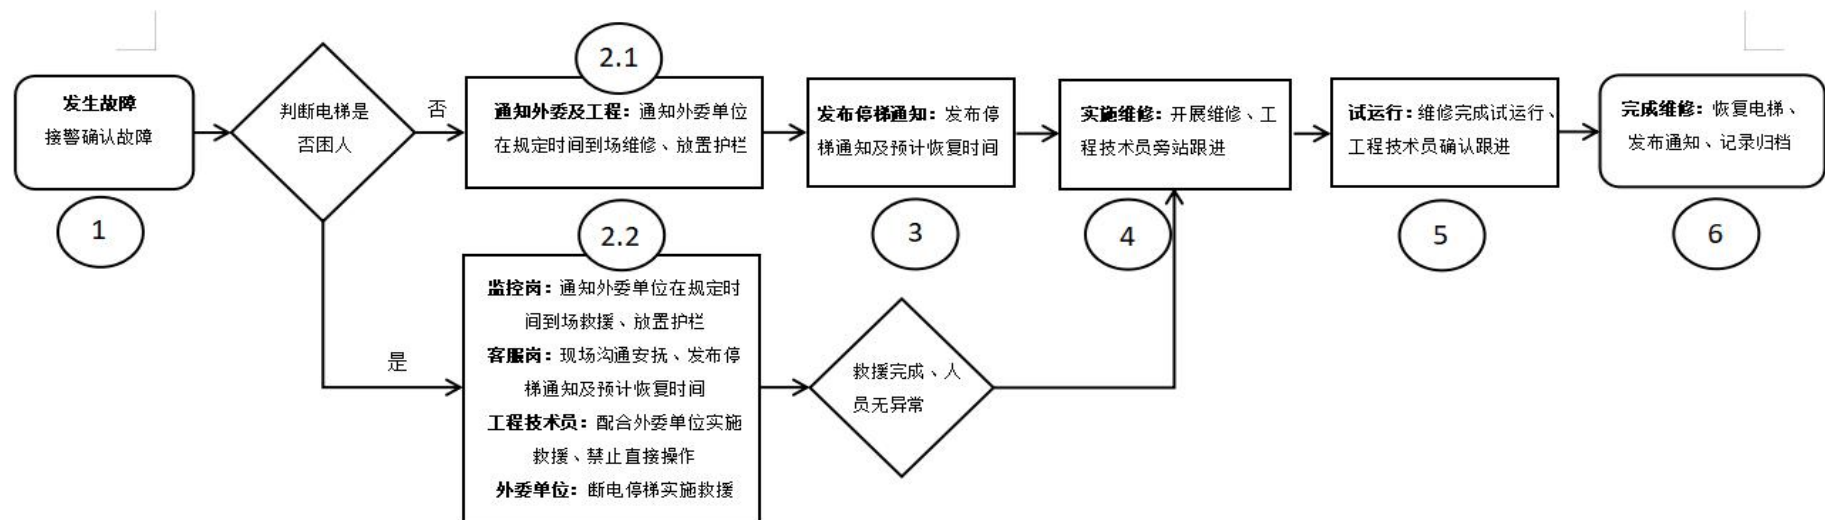 发生故障
接警确认故障
1
判断电梯是
否困人
否
是
2.1
通知外委及工程：通知外委单位
在规定时间到场维修、放置护栏
2.2
监控岗：通知外委单位在规定时
间到场救援、放置护栏
客服岗：现场沟通安抚、发布停
梯通知及预计恢复时间
工程技术员：配合外委单位实施
救援、禁止直接操作
外委单位：断电停梯实施救援
发布停梯通知：发布停
梯通知及预计恢复时间
3
救援完成、人
员无异常
实施维修：开展维修、工
程技术员旁站跟进
4
试运行：维修完成试运行、
工程技术员确认跟进
5
完成维修：恢复电梯、
发布通知、记录归档
6